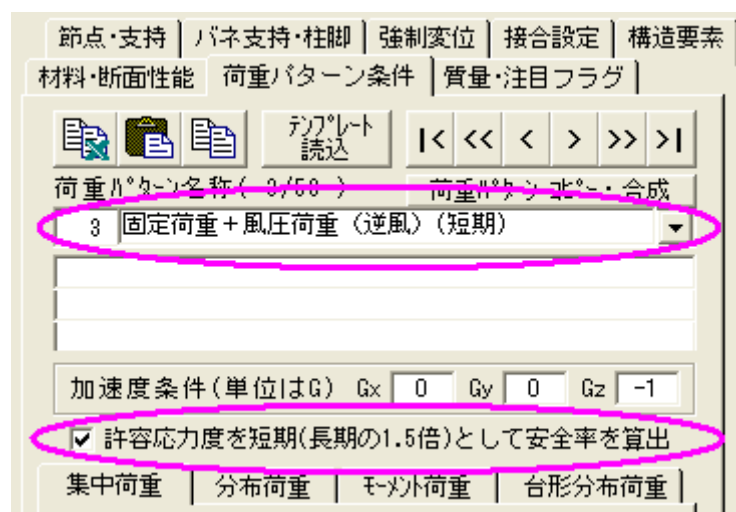 節点・支持 バネ支持・柱脚 強制変位 接合設定 構造要素
材料・断面性能 荷重パターン条件 質量・注目フラグ
ﾃﾝﾌﾟﾚｰﾄ
読込
|< << < > >> >|
荷重ﾊﾟﾀｰﾝ名称( 3/50 ) 荷重ﾊﾟﾀｰﾝｺﾋﾟｰ・合成
3 固定荷重+風圧荷重(逆風)(短期)
加速度条件(単位はG) Gx 0 Gy 0 Gz -1
許容応力度を短期(長期の1.5倍)として安全率を算出
集中荷重 分布荷重 ﾓｰﾒﾝﾄ荷重 台形分布荷重